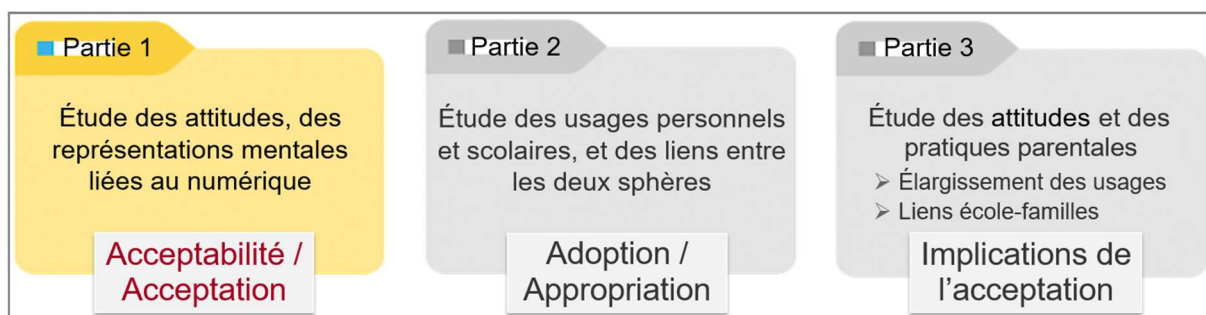 Partie 1
Étude des attitudes, des
représentations mentales
liées au numérique
Acceptabilité /
Acceptation
Partie 2
Étude des usages personnels
et scolaires, et des liens entre
les deux sphères
Adoption /
Appropriation
Partie 3
Étude des attitudes et des
pratiques parentales
➢ Élargissement des usages
➢ Liens école-familles
Implications de
l’acceptation